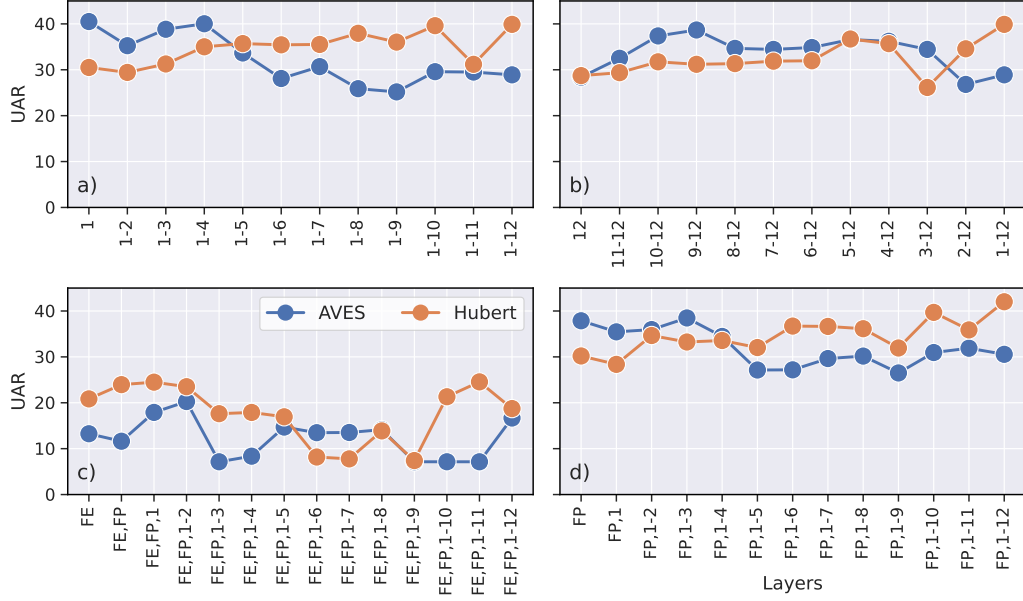 40
30
20
10
0
UAR
a)
1
1-2
1-3
1-4
1-5
1-6
1-7
1-8
1-9
1-10
1-11
1-12
b)
12
11-12
10-12
9-12
8-12
7-12
6-12
5-12
4-12
3-12
2-12
1-12
40
30
20
10
0
UAR
AVES
Hubert
c)
FE
FE,FP
FE,FP,1
FE,FP,1-2
FE,FP,1-3
FE,FP,1-4
FE,FP,1-5
FE,FP,1-6
FE,FP,1-7
FE,FP,1-8
FE,FP,1-9
FE,FP,1-10
FE,FP,1-11
FE,FP,1-12
d)
FP
FP,1
FP,1-2
FP,1-3
FP,1-4
FP,1-5
FP,1-6
FP,1-7
FP,1-8
FP,1-9
FP,1-10
FP,1-11
FP,1-12
Layers